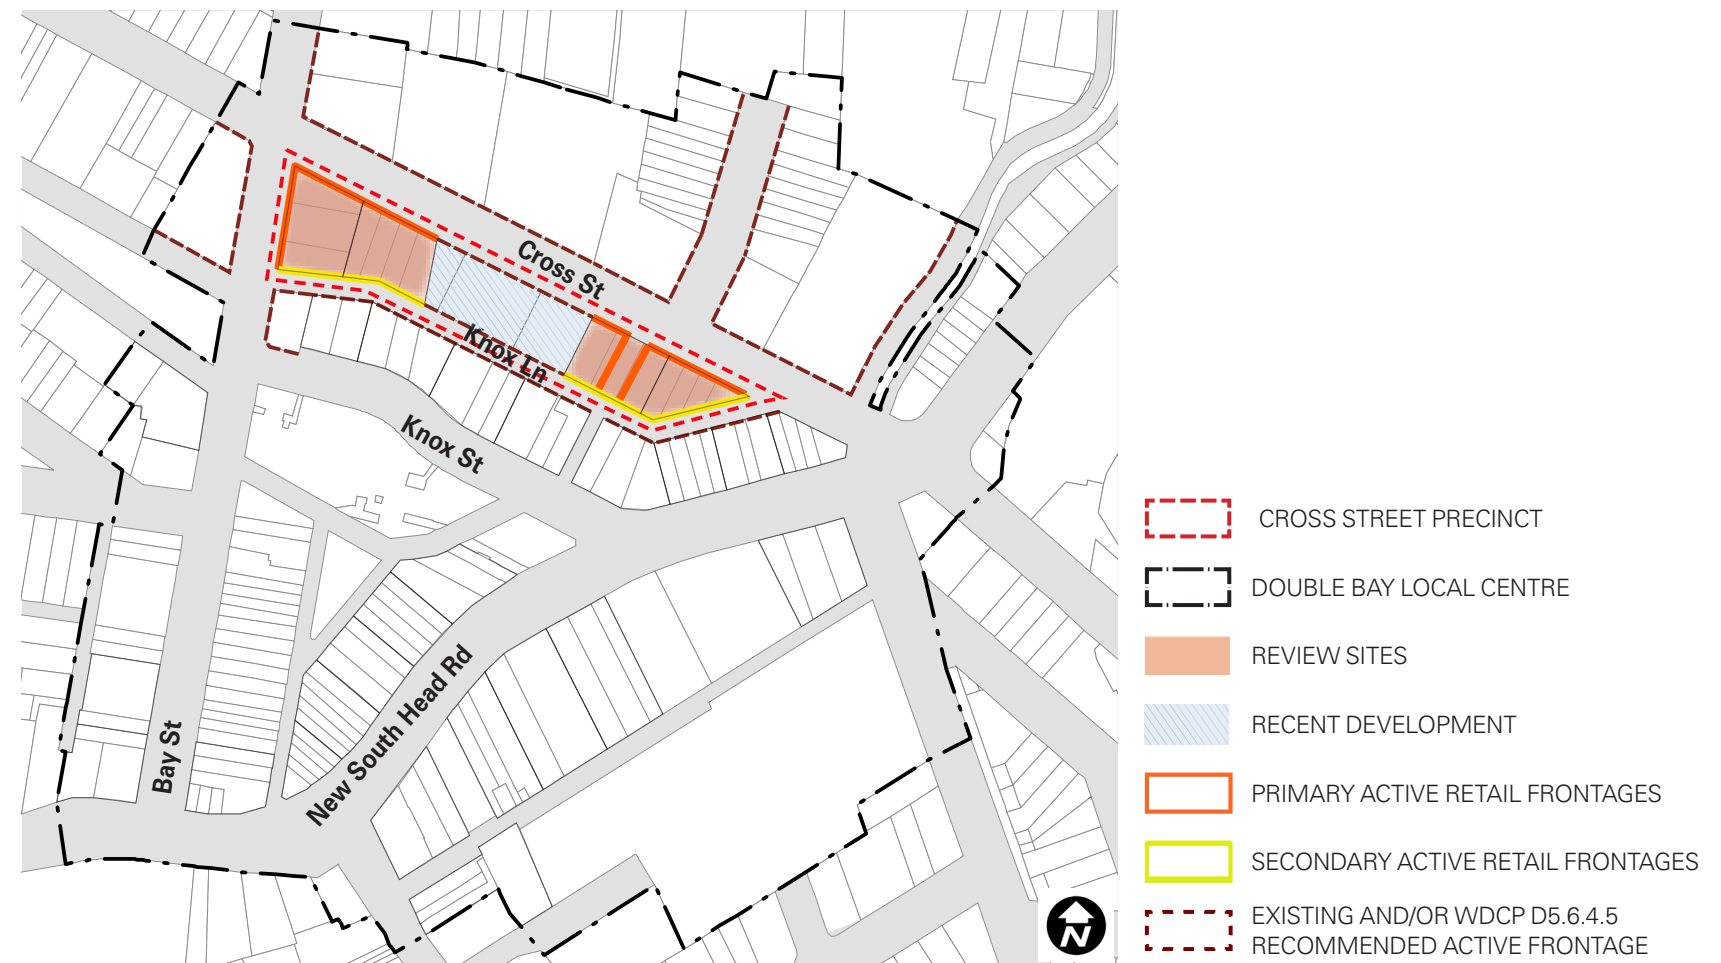 Cross St
Knox Ln
Knox St
New South Head Rd
Bay St
N
CROSS STREET PRECINCT
DOUBLE BAY LOCAL CENTRE
REVIEW SITES
RECENT DEVELOPMENT
PRIMARY ACTIVE RETAIL FRONTAGES
SECONDARY ACTIVE RETAIL FRONTAGES
EXISTING AND/OR WDCP D5.6.4.5
RECOMMENDED ACTIVE FRONTAGE